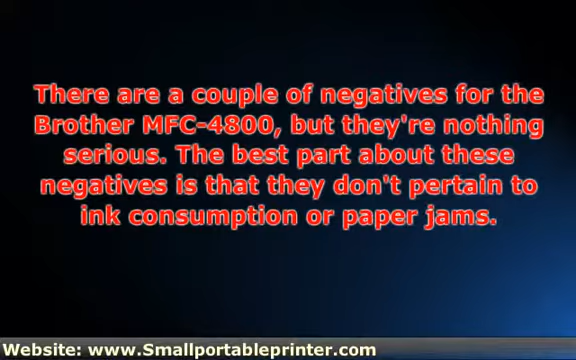 There are a couple of negatives for the
Brother MFC-4800, but they're nothing
serious. The best part about these
negatives is that they don't pertain to
ink consumption or paper jams.
Website: www.Smallportableprinter.com